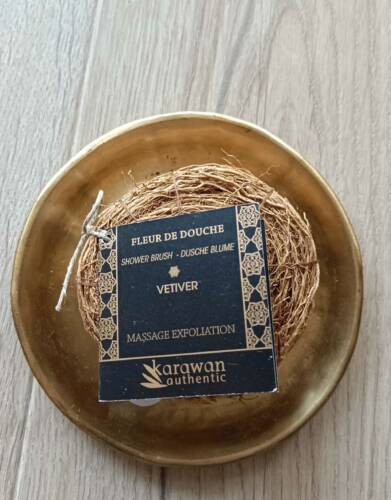 FLEUR DE DOUCHE
SHOWER BRUSH - DUSCHE BLUME
VETIVER
MASSAGE EXFOLIATION
karawan
authentic